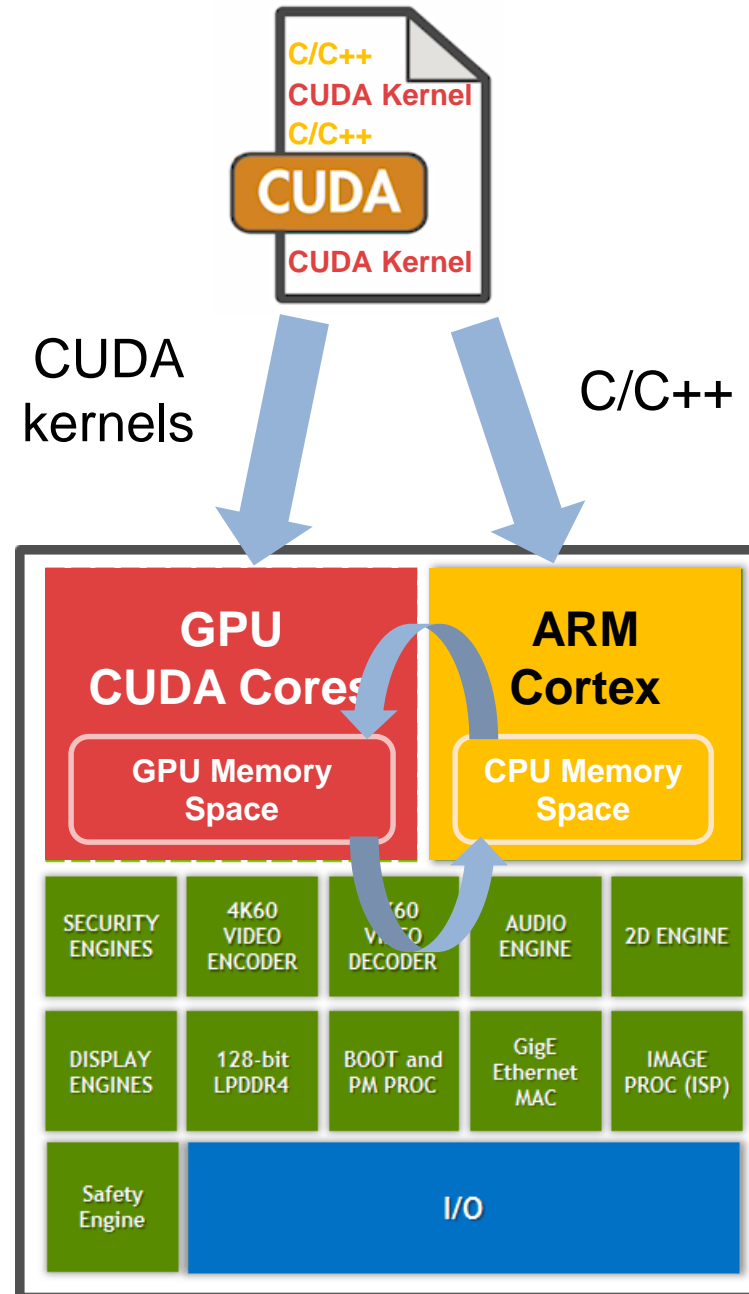 C/C++
CUDA Kernel
C/C++
CUDA
CUDA Kernel
CUDA
kernels
C/C++
GPU
CUDA Cores
GPU Memory
Space
ARM
Cortex
CPU Memory
Space
SECURITY
ENGINES
4K60
VIDEO
ENCODER
60
VIDEO
DECODER
AUDIO
ENGINE
2D ENGINE
DISPLAY
ENGINES
128-bit
LPDDR4
BOOT and
PM PROC
GigE
Ethernet
MAC
IMAGE
PROC (ISP)
Safety
Engine
I/O